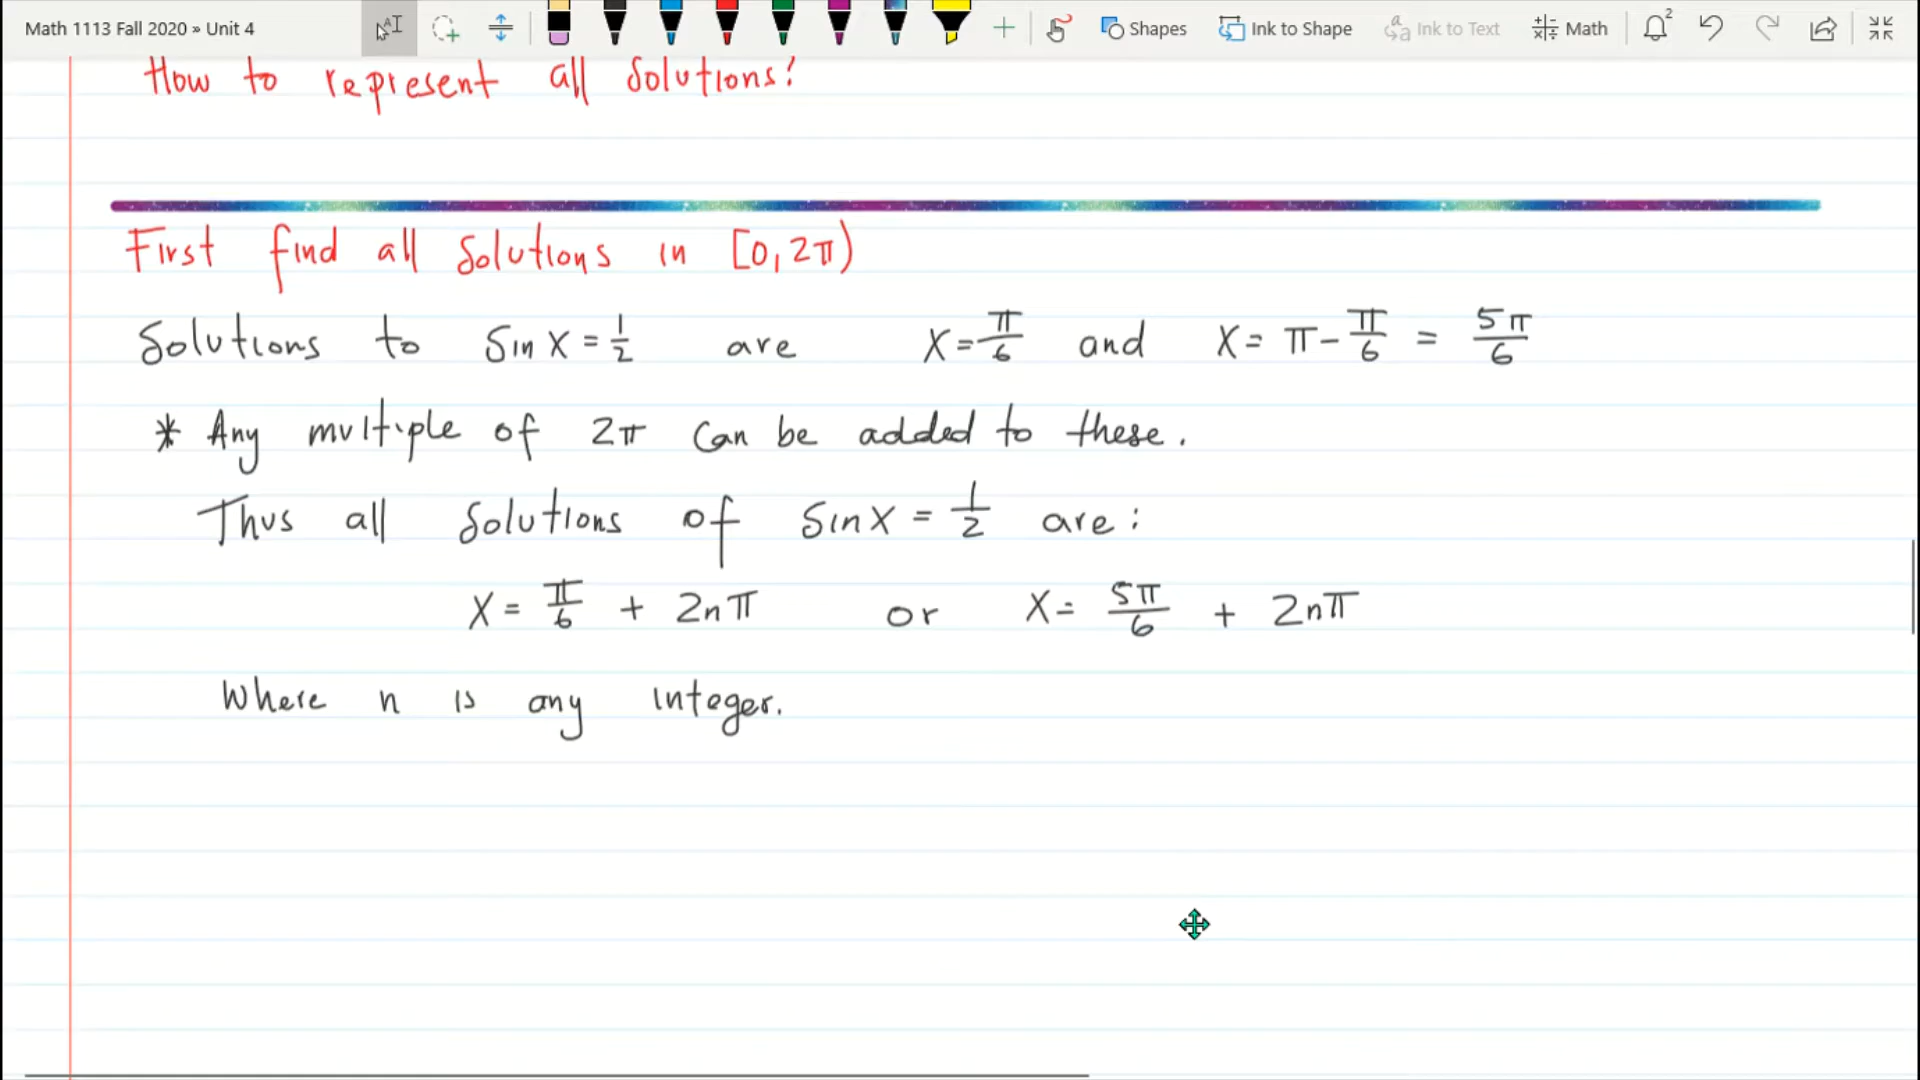 Math 1113 Fall 2020 » Unit 4
Shapes
Ink to Shape
Ink to Text
Math
2
How to represent all solutions?
First find all solutions in [0, 2π)
Solutions to Sin x = 1/2 are x = π/6 and x = π - π/6 = 5π/6
* Any multiple of 2π can be added to these.
Thus all solutions of Sin x = 1/2 are:
x = π/6 + 2nπ or x = 5π/6 + 2nπ
Where n is any integer.